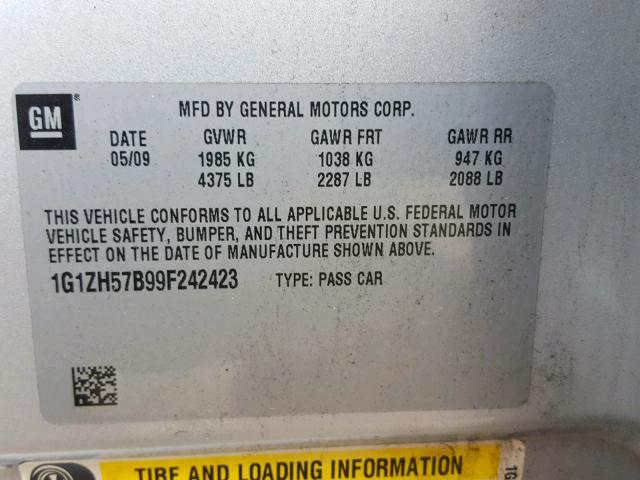 GM
MFD BY GENERAL MOTORS CORP.
DATE GVWR GAWR FRT GAWR RR
05/09 1985 KG 1038 KG 947 KG
4375 LB 2287 LB 2088 LB
THIS VEHICLE CONFORMS TO ALL APPLICABLE U.S. FEDERAL MOTOR
VEHICLE SAFETY, BUMPER, AND THEFT PREVENTION STANDARDS IN
EFFECT ON THE DATE OF MANUFACTURE SHOWN ABOVE.
1G1ZH57B99F242423 TYPE: PASS CAR
TIRE AND LOADING INFORMATION
1G